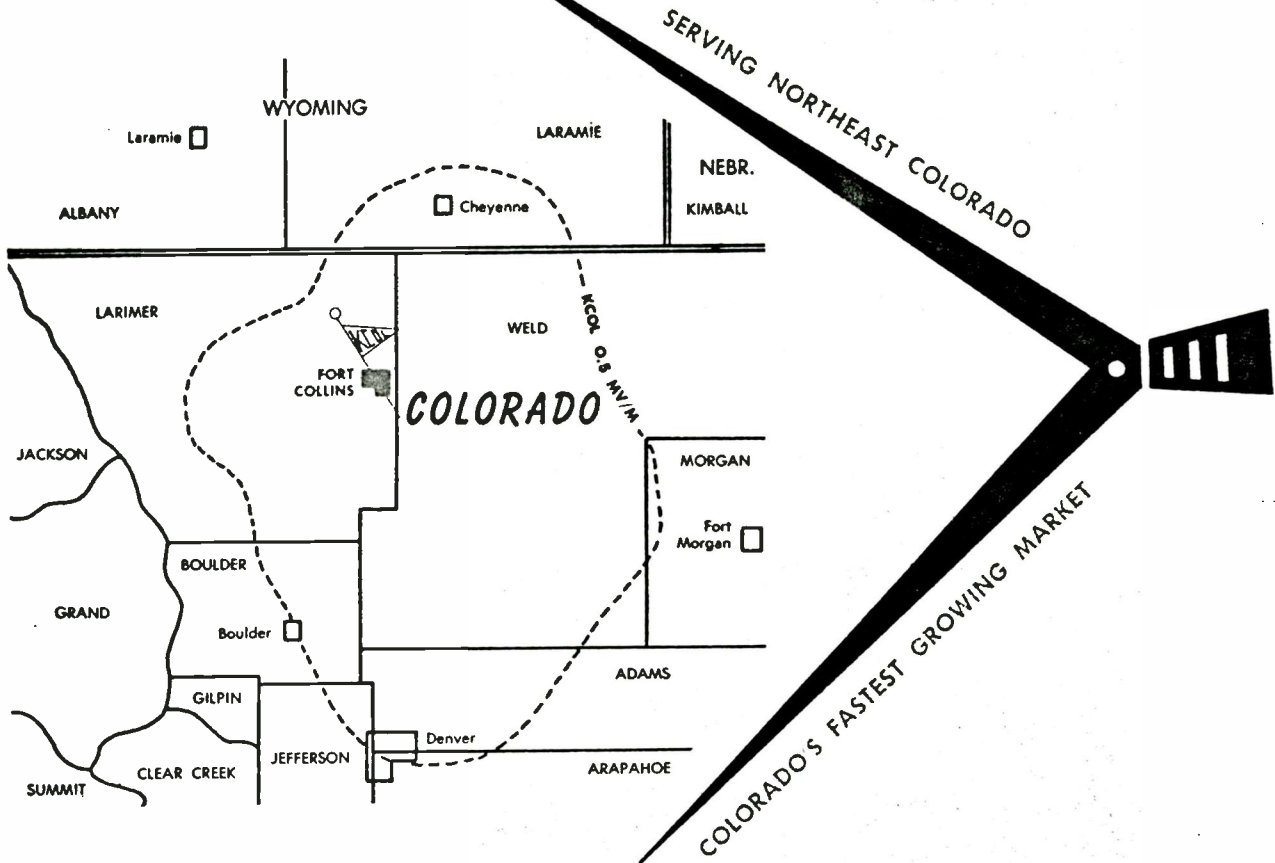 SERVING NORTHEAST COLORADO
WYOMING
Laramie
LARAMIE
NEBR.
ALBANY
Cheyenne
KIMBALL
LARIMER
KCOL 0.5 MV/M
WELD
KCOL
FORT
COLLINS
COLORADO
JACKSON
MORGAN
Fort
Morgan
BOULDER
GRAND
Boulder
ADAMS
GILPIN
Denver
JEFFERSON
ARAPAHOE
CLEAR CREEK
SUMMIT
COLORADO'S FASTEST GROWING MARKET